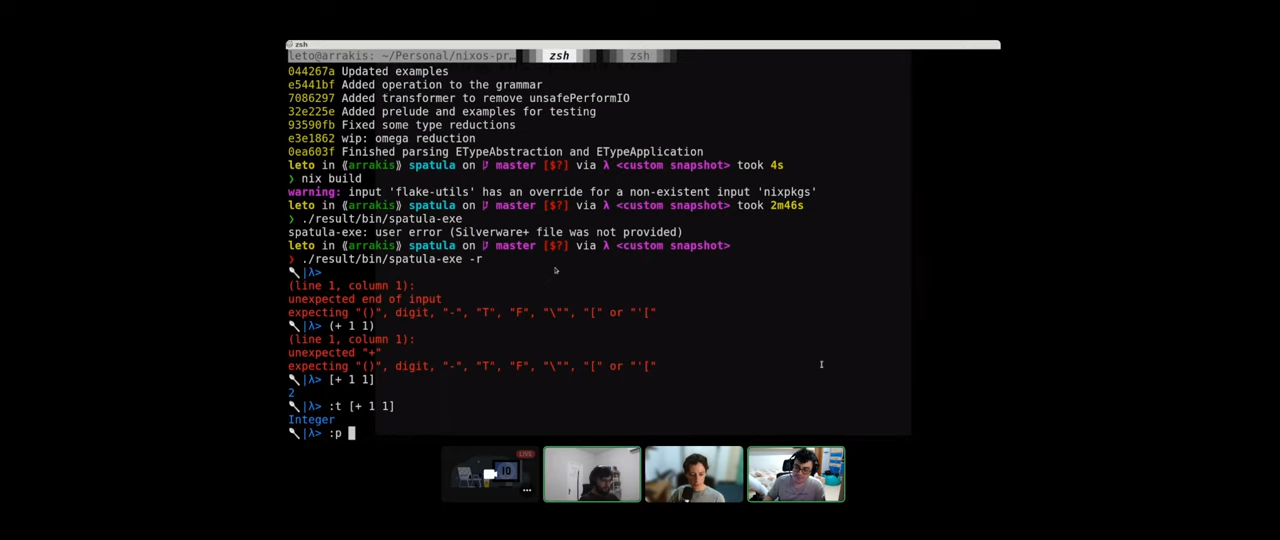 zsh
leto@arrakis: ~/Personal/nixos-pr… zsh zsh
044267a Updated examples
e5441bf Added operation to the grammar
7086297 Added transformer to remove unsafePerformIO
32e225e Added prelude and examples for testing
93590fb Fixed some type reductions
e3e1862 wip: omega reduction
0ea603f Finished parsing ETypeAbstraction and ETypeApplication
leto in ⟪arrakis⟫ spatula on master [$?] via λ <custom snapshot> took 4s
❯ nix build
warning: input 'flake-utils' has an override for a non-existent input 'nixpkgs'
leto in ⟪arrakis⟫ spatula on master [$?] via λ <custom snapshot> took 2m46s
❯ ./result/bin/spatula-exe
spatula-exe: user error (Silverware+ file was not provided)
leto in ⟪arrakis⟫ spatula on master [$?] via λ <custom snapshot>
❯ ./result/bin/spatula-exe -r
🥄|λ>
(line 1, column 1):
unexpected end of input
expecting "()", digit, "-", "T", "F", "\"", "[" or "'["
🥄|λ> (+ 1 1)
(line 1, column 1):
unexpected "+"
expecting "()", digit, "-", "T", "F", "\"", "[" or "'["
🥄|λ> [+ 1 1]
2
🥄|λ> :t [+ 1 1]
Integer
🥄|λ> :p
LIVE
IO